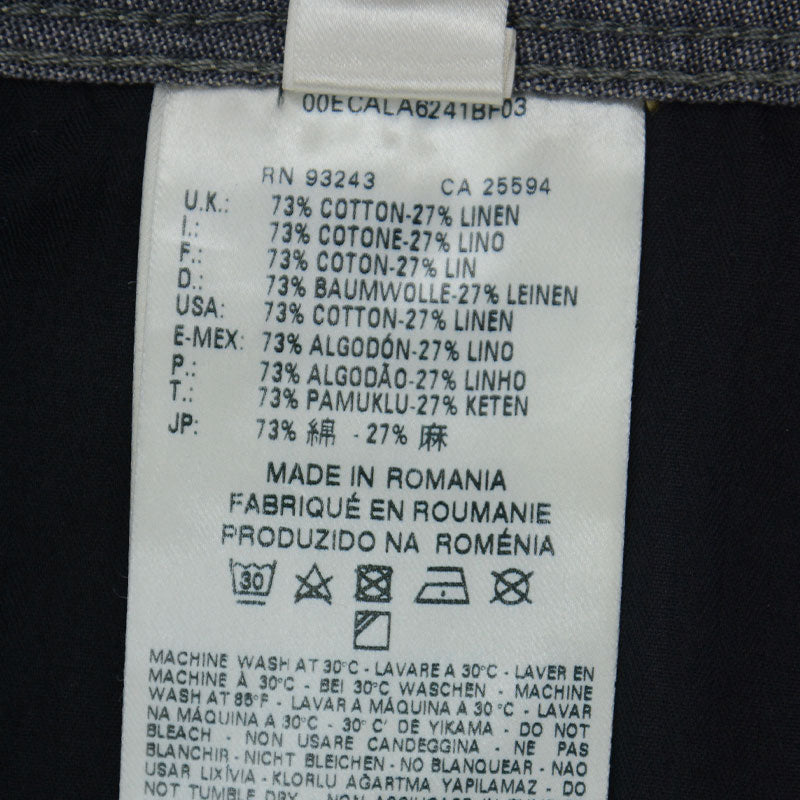 00ECALA6241BF03
RN 93243 CA 25594
U.K.: 73% COTTON-27% LINEN
I.: 73% COTONE-27% LINO
F.: 73% COTON-27% LIN
D.: 73% BAUMWOLLE-27% LEINEN
USA: 73% COTTON-27% LINEN
E-MEX: 73% ALGODÓN-27% LINO
P.: 73% ALGODÃO-27% LINHO
T.: 73% PAMUKLU-27% KETEN
JP: 73% 綿 -27% 麻
MADE IN ROMANIA
FABRIQUÉ EN ROUMANIE
PRODUZIDO NA ROMÉNIA
30
MACHINE WASH AT 30°C - LAVARE A 30°C - LAVER EN
MACHINE À 30°C - BEI 30°C WASCHEN - MACHINE
WASH AT 85°F - LAVAR A MÁQUINA A 30°C - LAVAR
NA MÁQUINA A 30°C - 30°C' DE YIKAMA - DO NOT
BLEACH - NON USARE CANDEGGINA - NE PAS
BLANCHIR - NICHT BLEICHEN - NO BLANQUEAR - NAO
USAR LIXÍVIA - KLORLU AĞARTMA YAPILAMAZ - DO
NOT TUMBLE DRY - NON